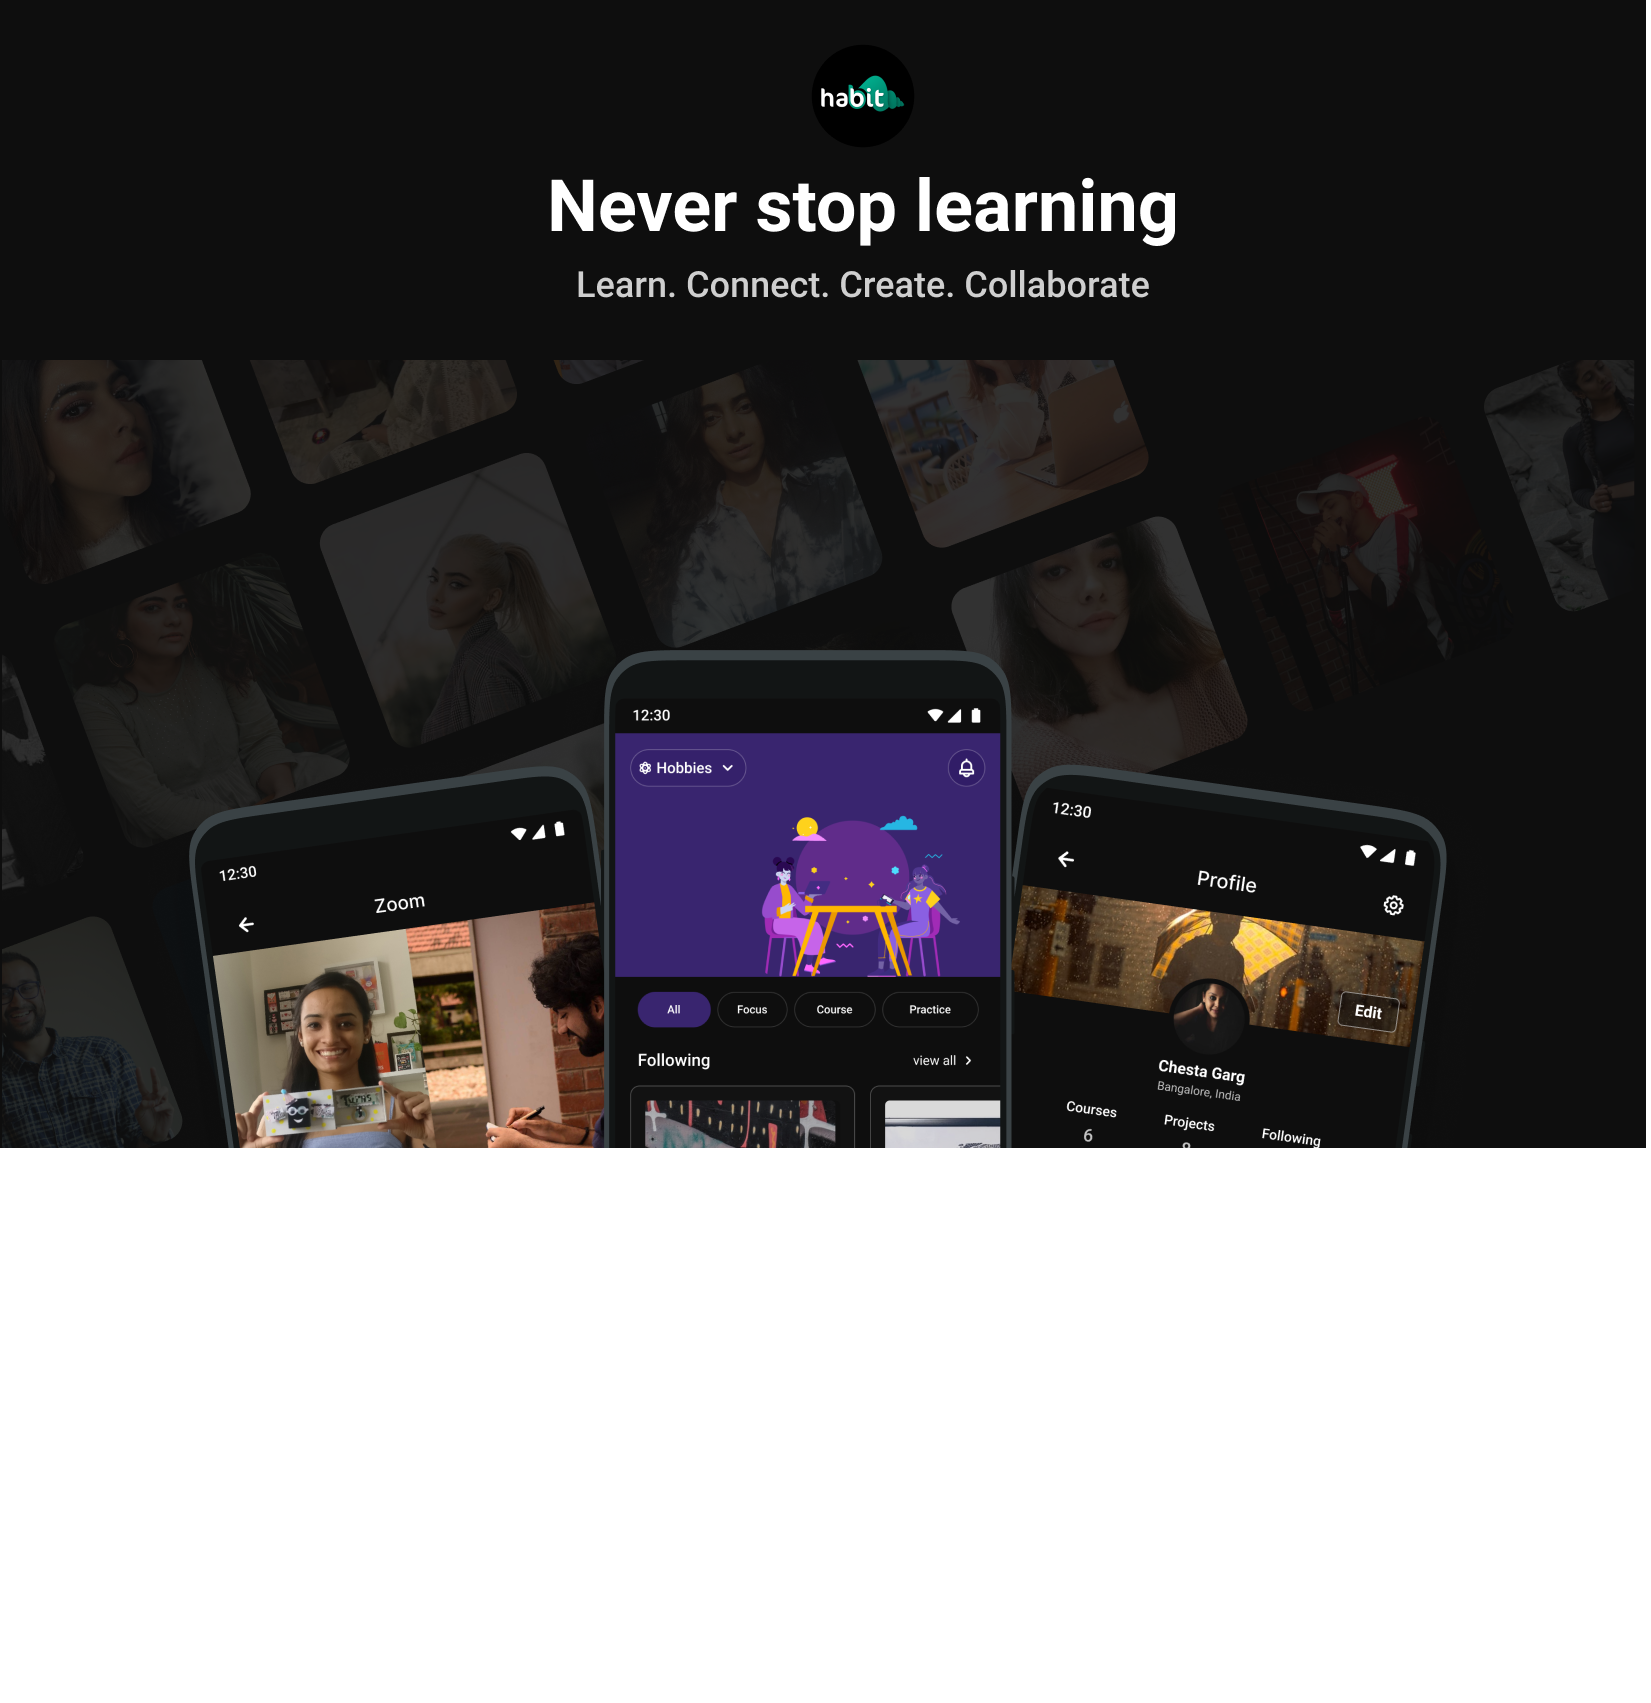 habit
Never stop learning
Learn. Connect. Create. Collaborate
12:30
Zoom
12:30
Hobbies
All
Focus
Course
Practice
Following
view all
12:30
Profile
Edit
Chesta Garg
Bangalore, India
Courses
Projects
Following
6